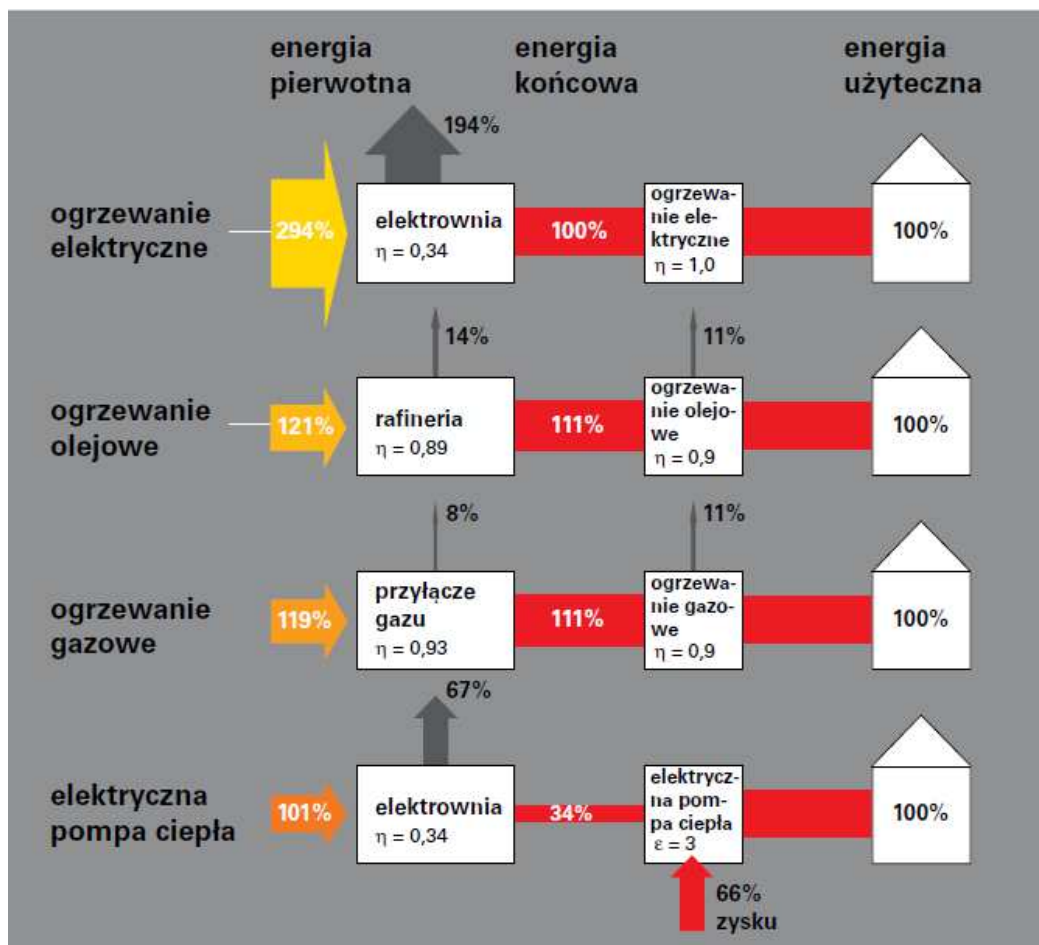 energia
pierwotna
energia
końcowa
energia
użyteczna
194%
ogrzewanie
elektryczne
294%
elektrownia
η = 0,34
100%
ogrzewa-
nie ele-
ktryczne
η = 1,0
100%
14%
11%
ogrzewanie
olejowe
121%
rafineria
η = 0,89
111%
ogrzewa-
nie olejo-
we
η = 0,9
100%
8%
11%
ogrzewanie
gazowe
119%
przyłącze
gazu
η = 0,93
111%
ogrzewa-
nie gazo-
we
η = 0,9
100%
67%
elektryczna
pompa ciepła
101%
elektrownia
η = 0,34
34%
elektrycz-
na pom-
pa ciepła
ε = 3
100%
66%
zysku